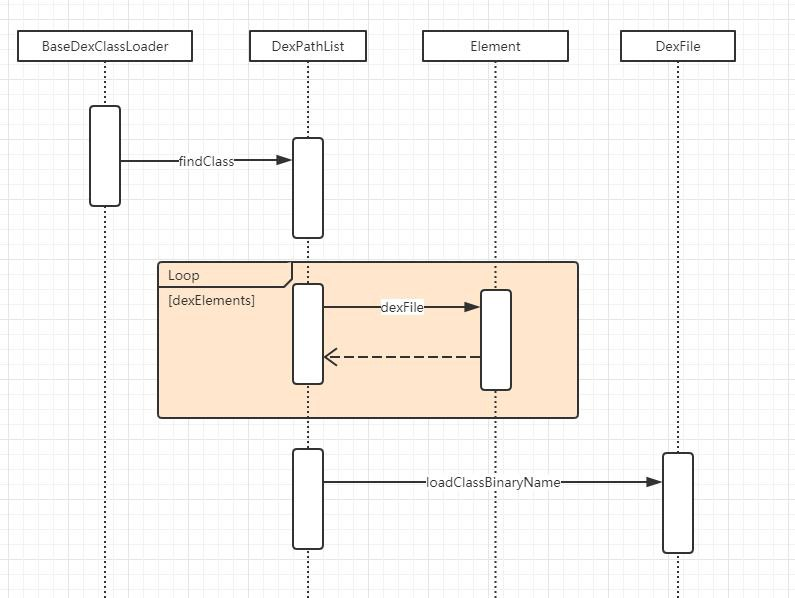 BaseDexClassLoader
DexPathList
Element
DexFile
findClass
Loop
[dexElements]
dexFile
loadClassBinaryName